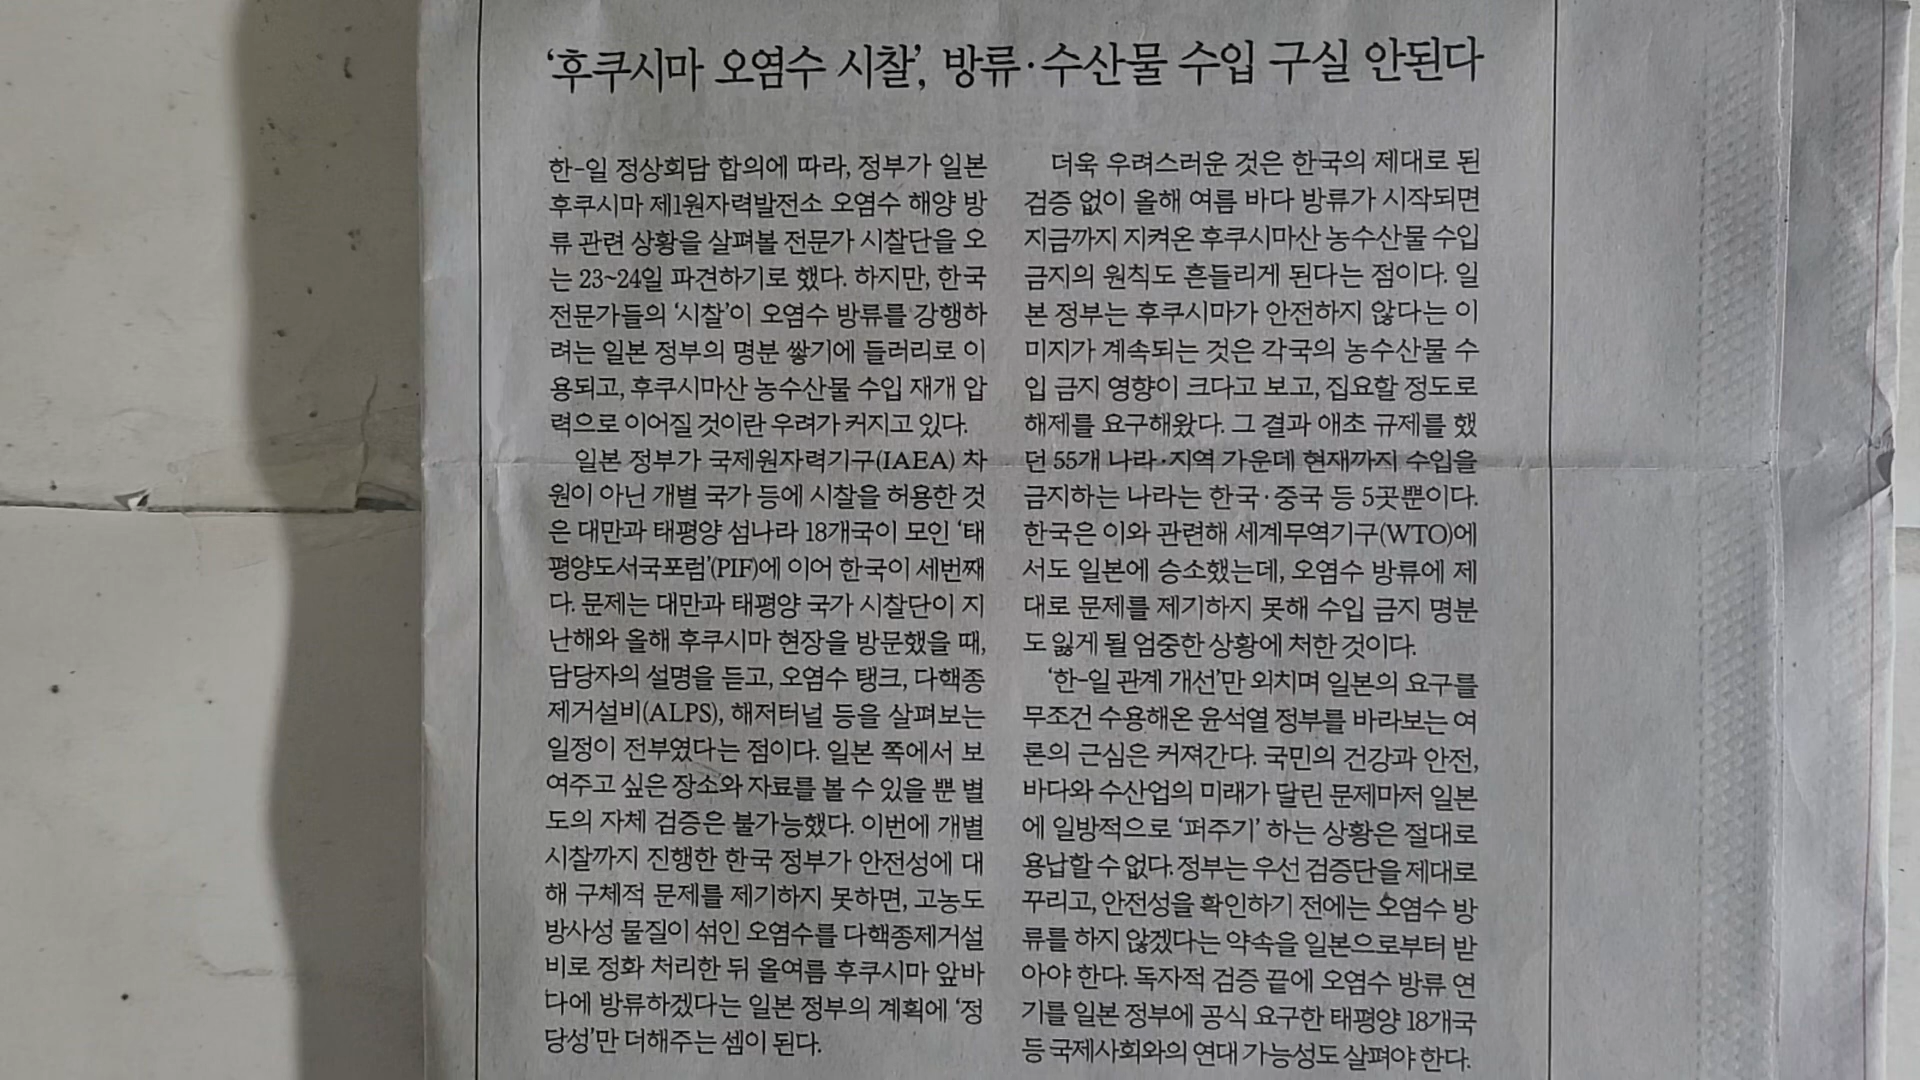 ‘후쿠시마 오염수 시찰’, 방류·수산물 수입 구실 안된다
한-일 정상회담 합의에 따라, 정부가 일본
후쿠시마 제1원자력발전소 오염수 해양 방
류 관련 상황을 살펴볼 전문가 시찰단을 오
는 23~24일 파견하기로 했다. 하지만, 한국
전문가들의 ‘시찰’이 오염수 방류를 강행하
려는 일본 정부의 명분 쌓기에 들러리로 이
용되고, 후쿠시마산 농수산물 수입 재개 압
력으로 이어질 것이란 우려가 커지고 있다.
일본 정부가 국제원자력기구(IAEA) 차
원이 아닌 개별 국가 등에 시찰을 허용한 것
은 대만과 태평양 섬나라 18개국이 모인 ‘태
평양도서국포럼’(PIF)에 이어 한국이 세번째
다. 문제는 대만과 태평양 국가 시찰단이 지
난해와 올해 후쿠시마 현장을 방문했을 때,
담당자의 설명을 듣고, 오염수 탱크, 다핵종
제거설비(ALPS), 해저터널 등을 살펴보는
일정이 전부였다는 점이다. 일본 쪽에서 보
여주고 싶은 장소와 자료를 볼 수 있을 뿐 별
도의 자체 검증은 불가능했다. 이번에 개별
시찰까지 진행한 한국 정부가 안전성에 대
해 구체적 문제를 제기하지 못하면, 고농도
방사성 물질이 섞인 오염수를 다핵종제거설
비로 정화 처리한 뒤 올여름 후쿠시마 앞바
다에 방류하겠다는 일본 정부의 계획에 ‘정
당성’만 더해주는 셈이 된다.
더욱 우려스러운 것은 한국의 제대로 된
검증 없이 올해 여름 바다 방류가 시작되면
지금까지 지켜온 후쿠시마산 농수산물 수입
금지의 원칙도 흔들리게 된다는 점이다. 일
본 정부는 후쿠시마가 안전하지 않다는 이
미지가 계속되는 것은 각국의 농수산물 수
입 금지 영향이 크다고 보고, 집요할 정도로
해제를 요구해왔다. 그 결과 애초 규제를 했
던 55개 나라·지역 가운데 현재까지 수입을
금지하는 나라는 한국·중국 등 5곳뿐이다.
한국은 이와 관련해 세계무역기구(WTO)에
서도 일본에 승소했는데, 오염수 방류에 제
대로 문제를 제기하지 못해 수입 금지 명분
도 잃게 될 엄중한 상황에 처한 것이다.
‘한-일 관계 개선’만 외치며 일본의 요구를
무조건 수용해온 윤석열 정부를 바라보는 여
론의 근심은 커져간다. 국민의 건강과 안전,
바다와 수산업의 미래가 달린 문제마저 일본
에 일방적으로 ‘퍼주기’ 하는 상황은 절대로
용납할 수 없다. 정부는 우선 검증단을 제대로
꾸리고, 안전성을 확인하기 전에는 오염수 방
류를 하지 않겠다는 약속을 일본으로부터 받
아야 한다. 독자적 검증 끝에 오염수 방류 연
기를 일본 정부에 공식 요구한 태평양 18개국
등 국제사회와의 연대 가능성도 살펴야 한다.